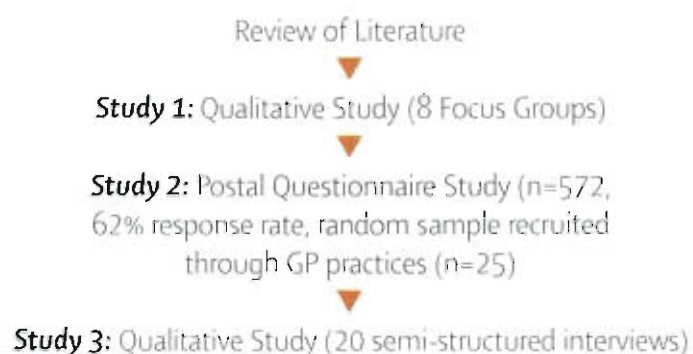 Review of Literature
Study 1: Qualitative Study (8 Focus Groups)
Study 2: Postal Questionnaire Study (n=572,
62% response rate, random sample recruited
through GP practices (n=25)
Study 3: Qualitative Study (20 semi-structured interviews)